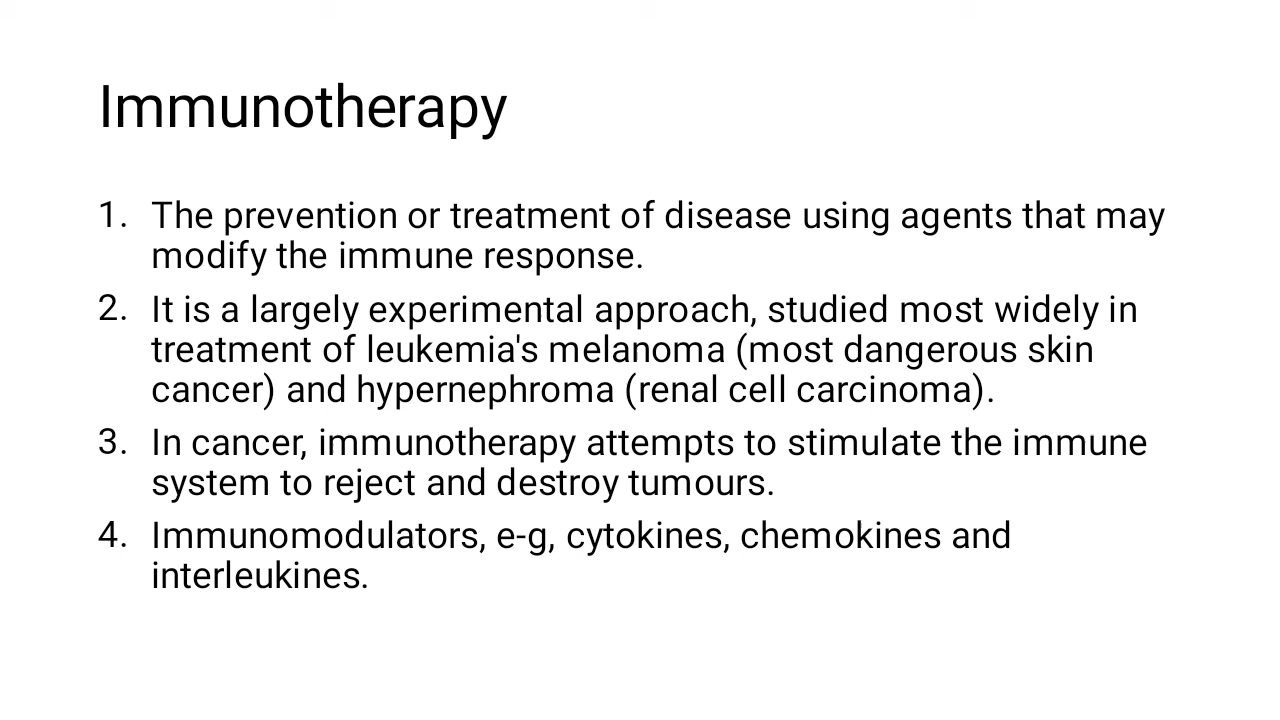 Immunotherapy
1. The prevention or treatment of disease using agents that may
modify the immune response.
2. It is a largely experimental approach, studied most widely in
treatment of leukemia's melanoma (most dangerous skin
cancer) and hypernephroma (renal cell carcinoma).
3. In cancer, immunotherapy attempts to stimulate the immune
system to reject and destroy tumours.
4. Immunomodulators, e-g, cytokines, chemokines and
interleukines.